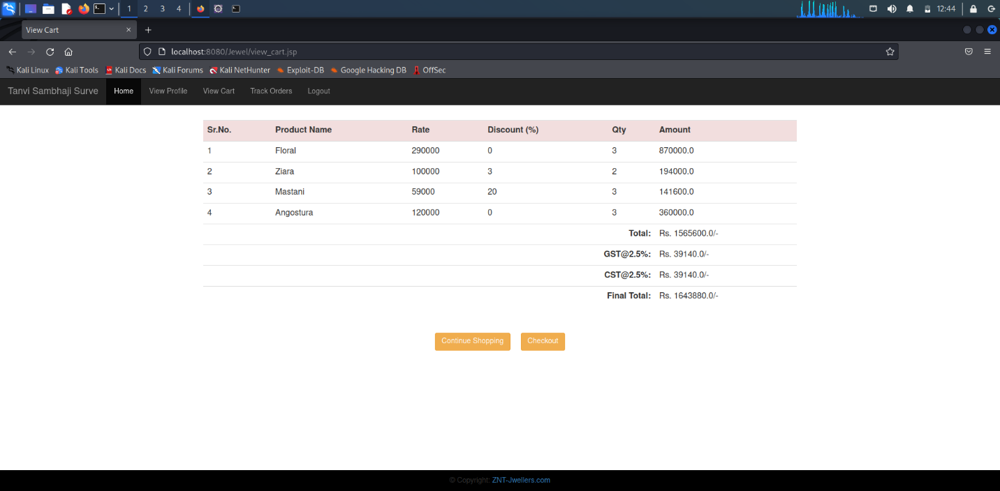 1 2 3 4 12:44
View Cart
localhost:8080/Jewel/view_cart.jsp
Kali Linux Kali Tools Kali Docs Kali Forums Kali NetHunter Exploit-DB Google Hacking DB OffSec
Tanvi Sambhaji Surve Home View Profile View Cart Track Orders Logout
Sr.No. Product Name Rate Discount (%) Qty Amount
1 Floral 290000 0 3 870000.0
2 Ziara 100000 3 2 194000.0
3 Mastani 59000 20 3 141600.0
4 Angostura 120000 0 3 360000.0
Total: Rs. 1565600.0/-
GST@2.5%: Rs. 39140.0/-
CST@2.5%: Rs. 39140.0/-
Final Total: Rs. 1643880.0/-
Continue Shopping Checkout
© Copyright: ZNT-Jwellers.com